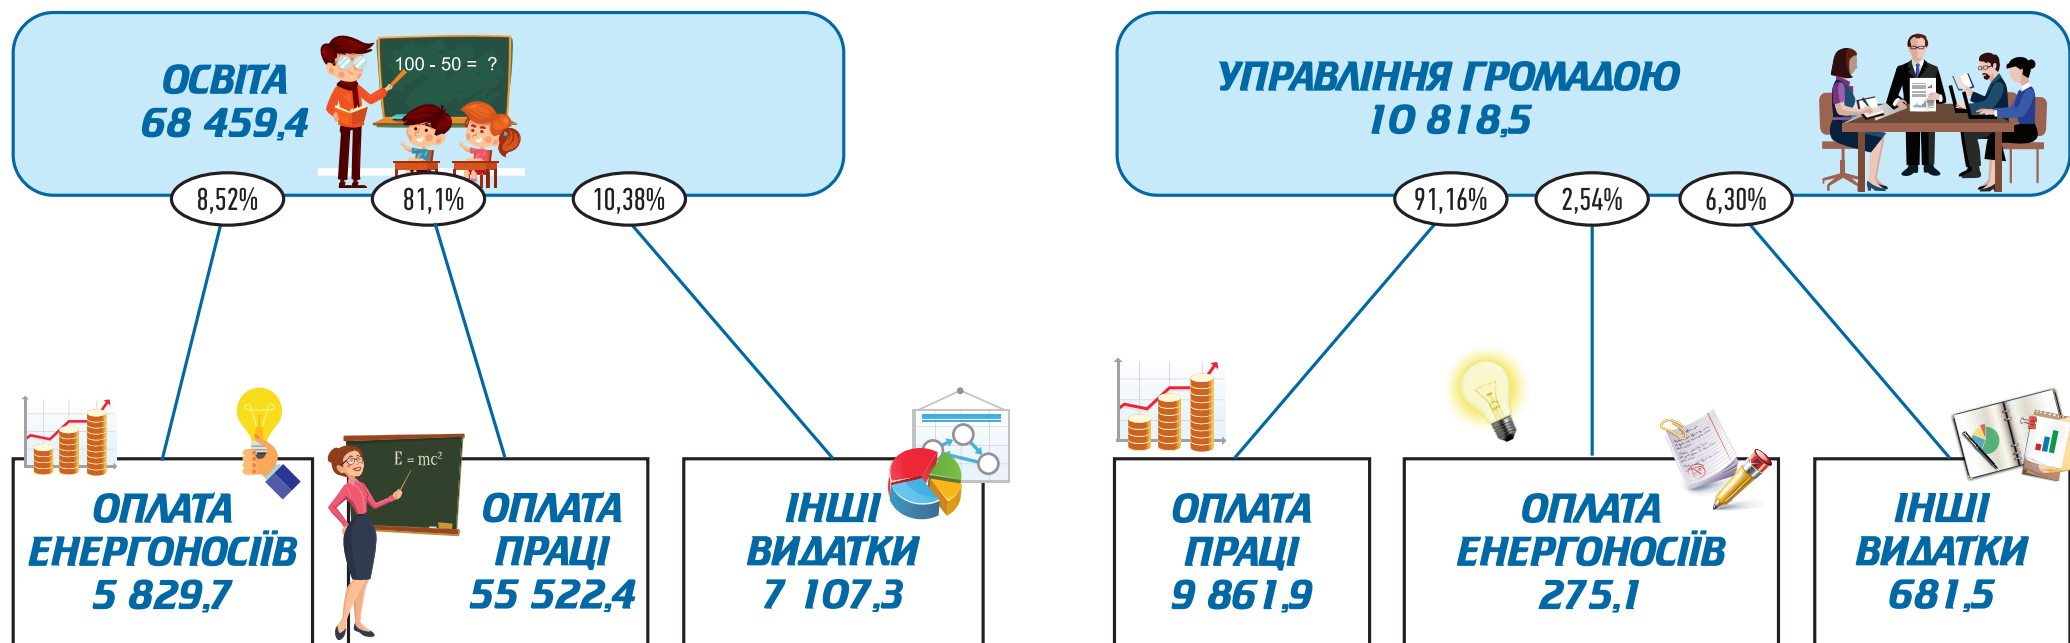 ОСВІТА
68 459,4
100 - 50 = ?
8,52%
81,1%
10,38%
ОПЛАТА
ЕНЕРГОНОСІЇВ
5 829,7
E = mc²
ОПЛАТА
ПРАЦІ
55 522,4
ІНШІ
ВИДАТКИ
7 107,3
УПРАВЛІННЯ ГРОМАДОЮ
10 818,5
91,16%
2,54%
6,30%
ОПЛАТА
ПРАЦІ
9 861,9
ОПЛАТА
ЕНЕРГОНОСІЇВ
275,1
ІНШІ
ВИДАТКИ
681,5